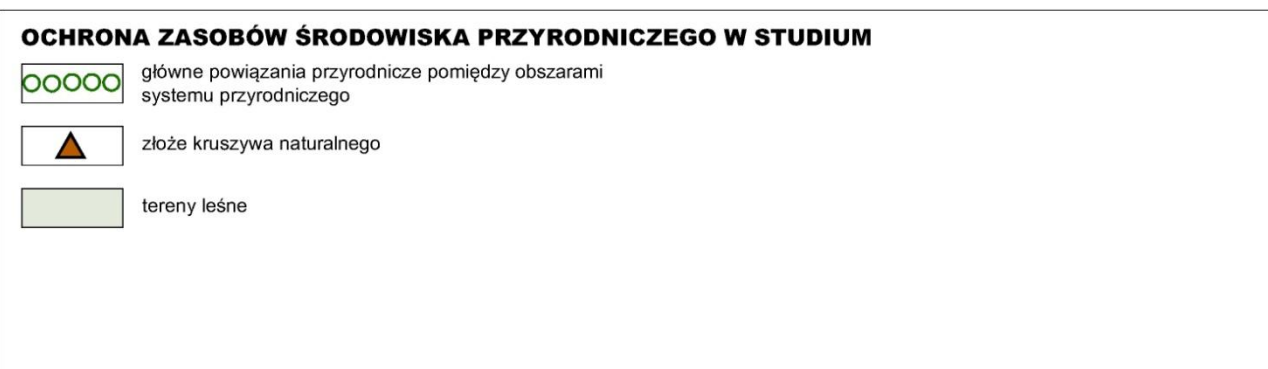 OCHRONA ZASOBÓW ŚRODOWISKA PRZYRODNICZEGO W STUDIUM
główne powiązania przyrodnicze pomiędzy obszarami
systemu przyrodniczego
złoże kruszywa naturalnego
tereny leśne